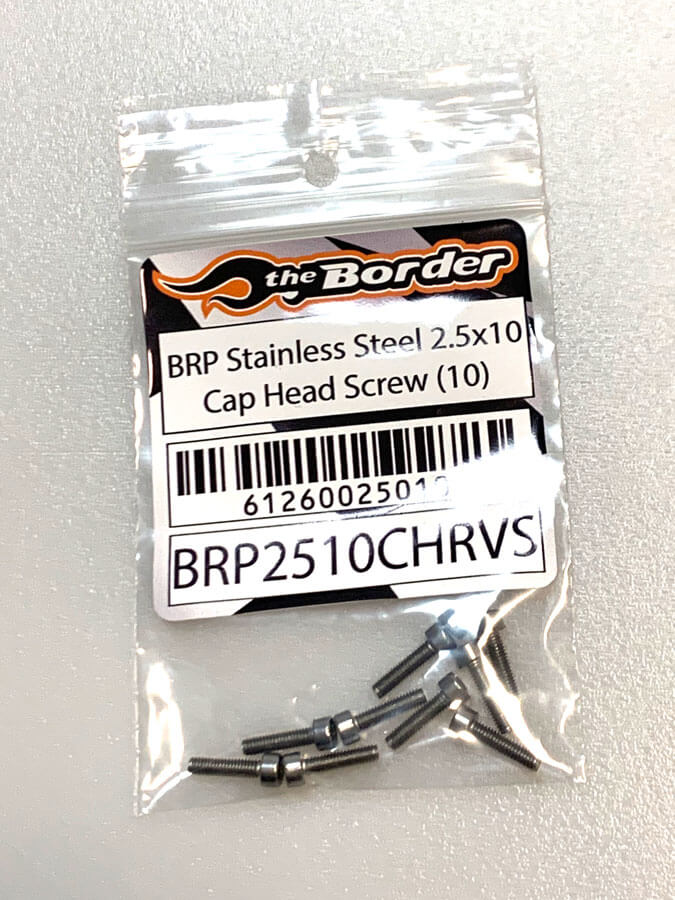 the Border
BRP Stainless Steel 2.5x10
Cap Head Screw (10)
BRP2510CHRVS